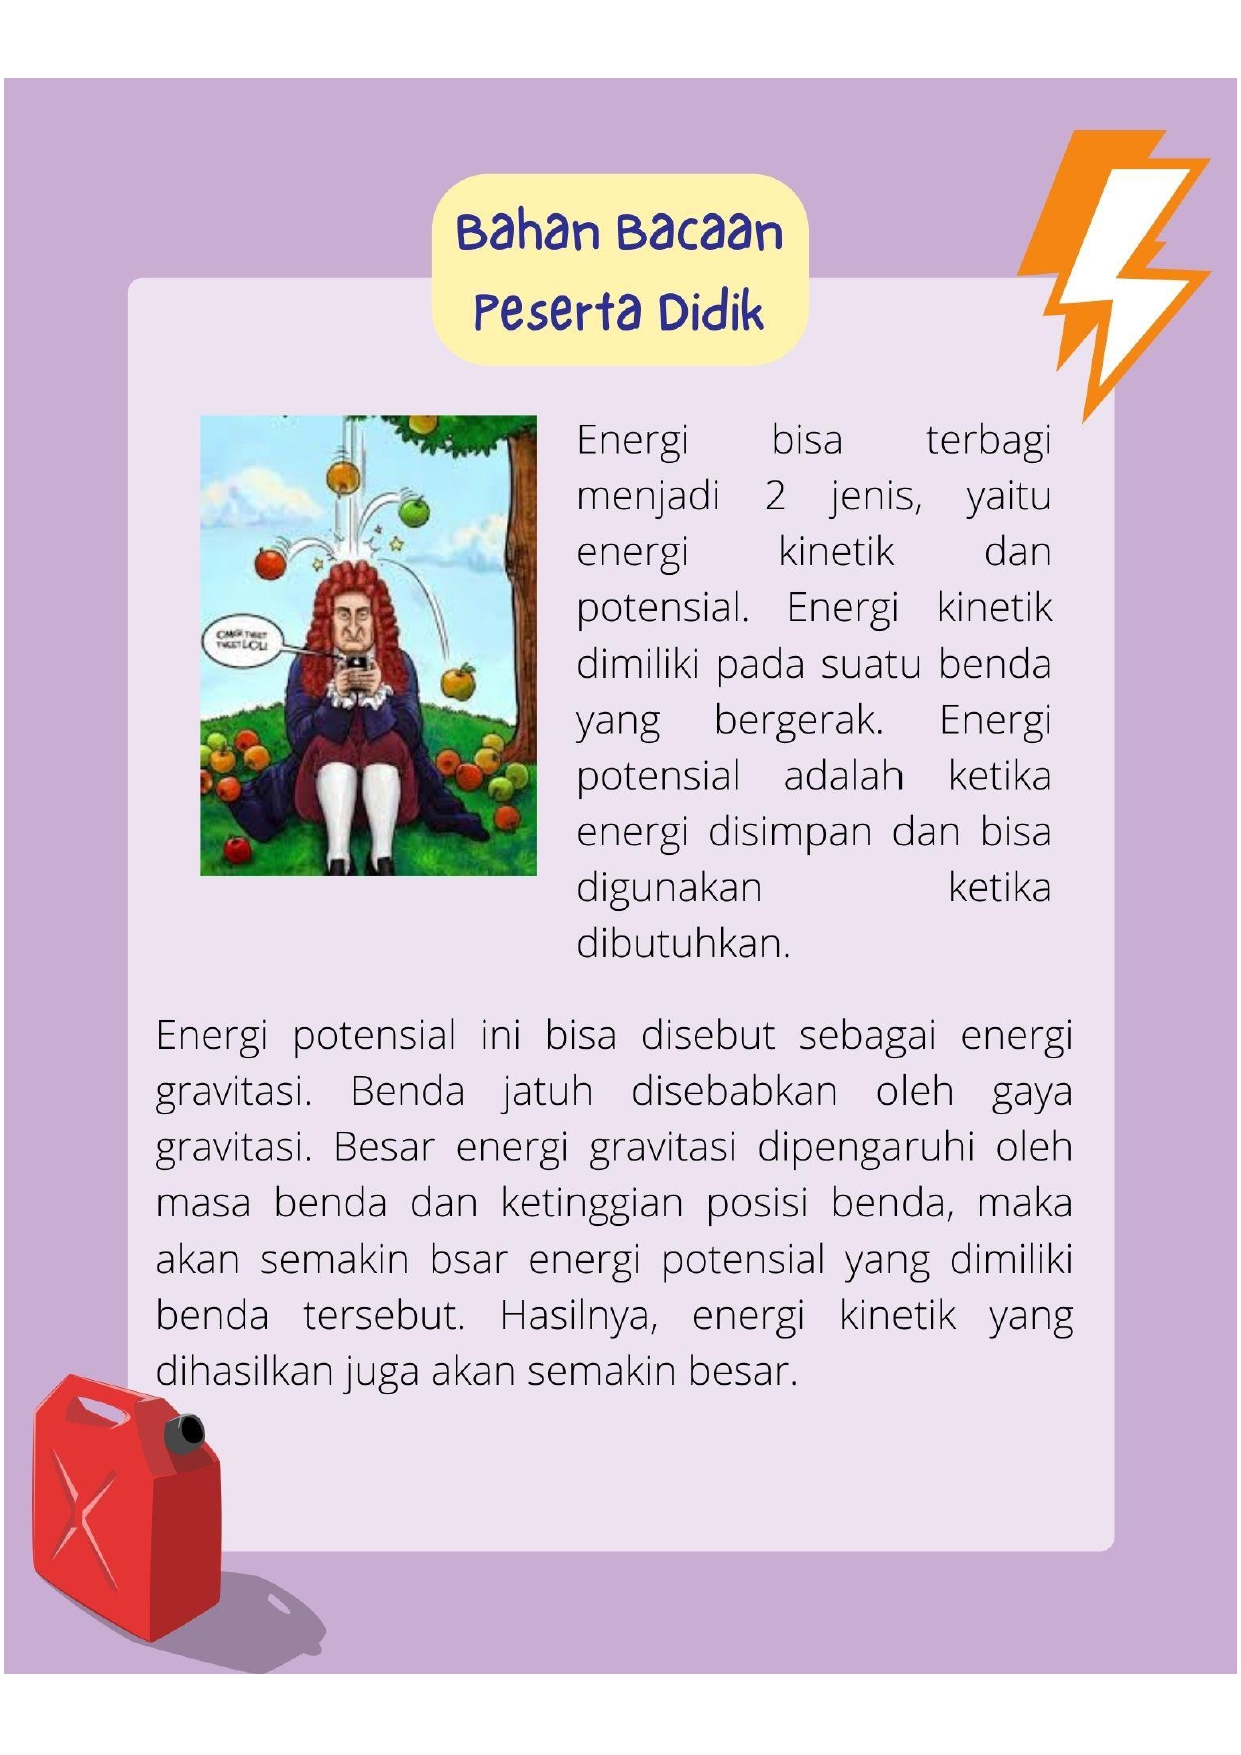 Bahan Bacaan
Peserta Didik
Energi bisa terbagi
menjadi 2 jenis, yaitu
energi kinetik dan
potensial. Energi kinetik
dimiliki pada suatu benda
yang bergerak. Energi
potensial adalah ketika
energi disimpan dan bisa
digunakan ketika
dibutuhkan.
OMG! TWEET
TWEET LOL!
Energi potensial ini bisa disebut sebagai energi
gravitasi. Benda jatuh disebabkan oleh gaya
gravitasi. Besar energi gravitasi dipengaruhi oleh
masa benda dan ketinggian posisi benda, maka
akan semakin bsar energi potensial yang dimiliki
benda tersebut. Hasilnya, energi kinetik yang
dihasilkan juga akan semakin besar.